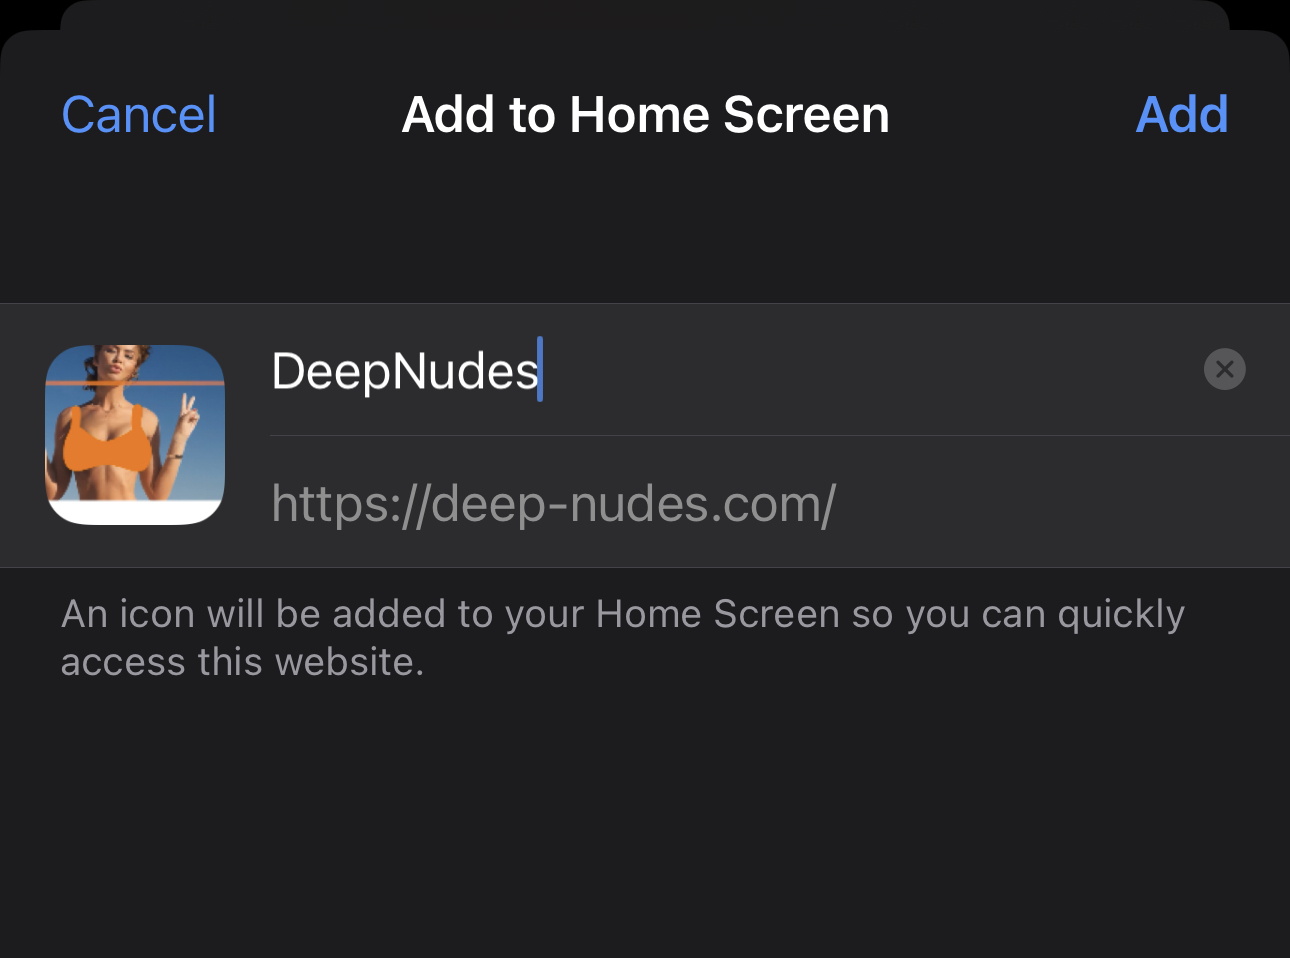 Cancel Add to Home Screen Add
DeepNudes
https://deep-nudes.com/
An icon will be added to your Home Screen so you can quickly
access this website.